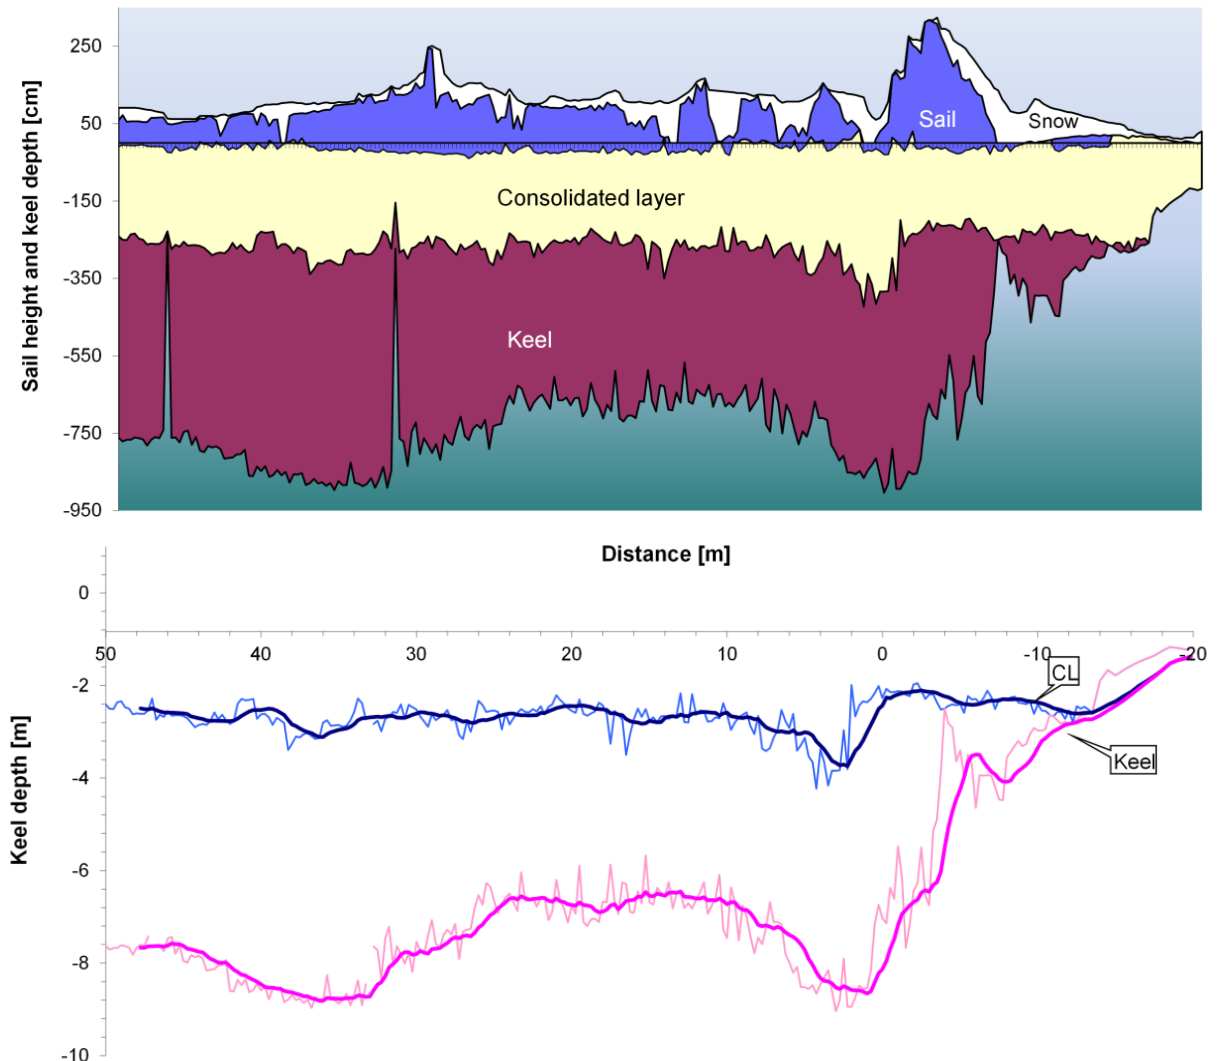 Sail height and keel depth [cm]
250
50
-150
-350
-550
-750
-950
Sail
Snow
Consolidated layer
Keel
Distance [m]
Keel depth [m]
0
50
40
30
20
10
0
-10
-20
-2
-4
-6
-8
-10
CL
Keel